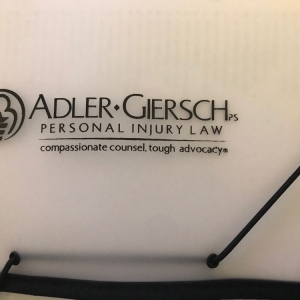 ADLER·GIERSCH PS
PERSONAL INJURY LAW
compassionate counsel, tough advocacy®